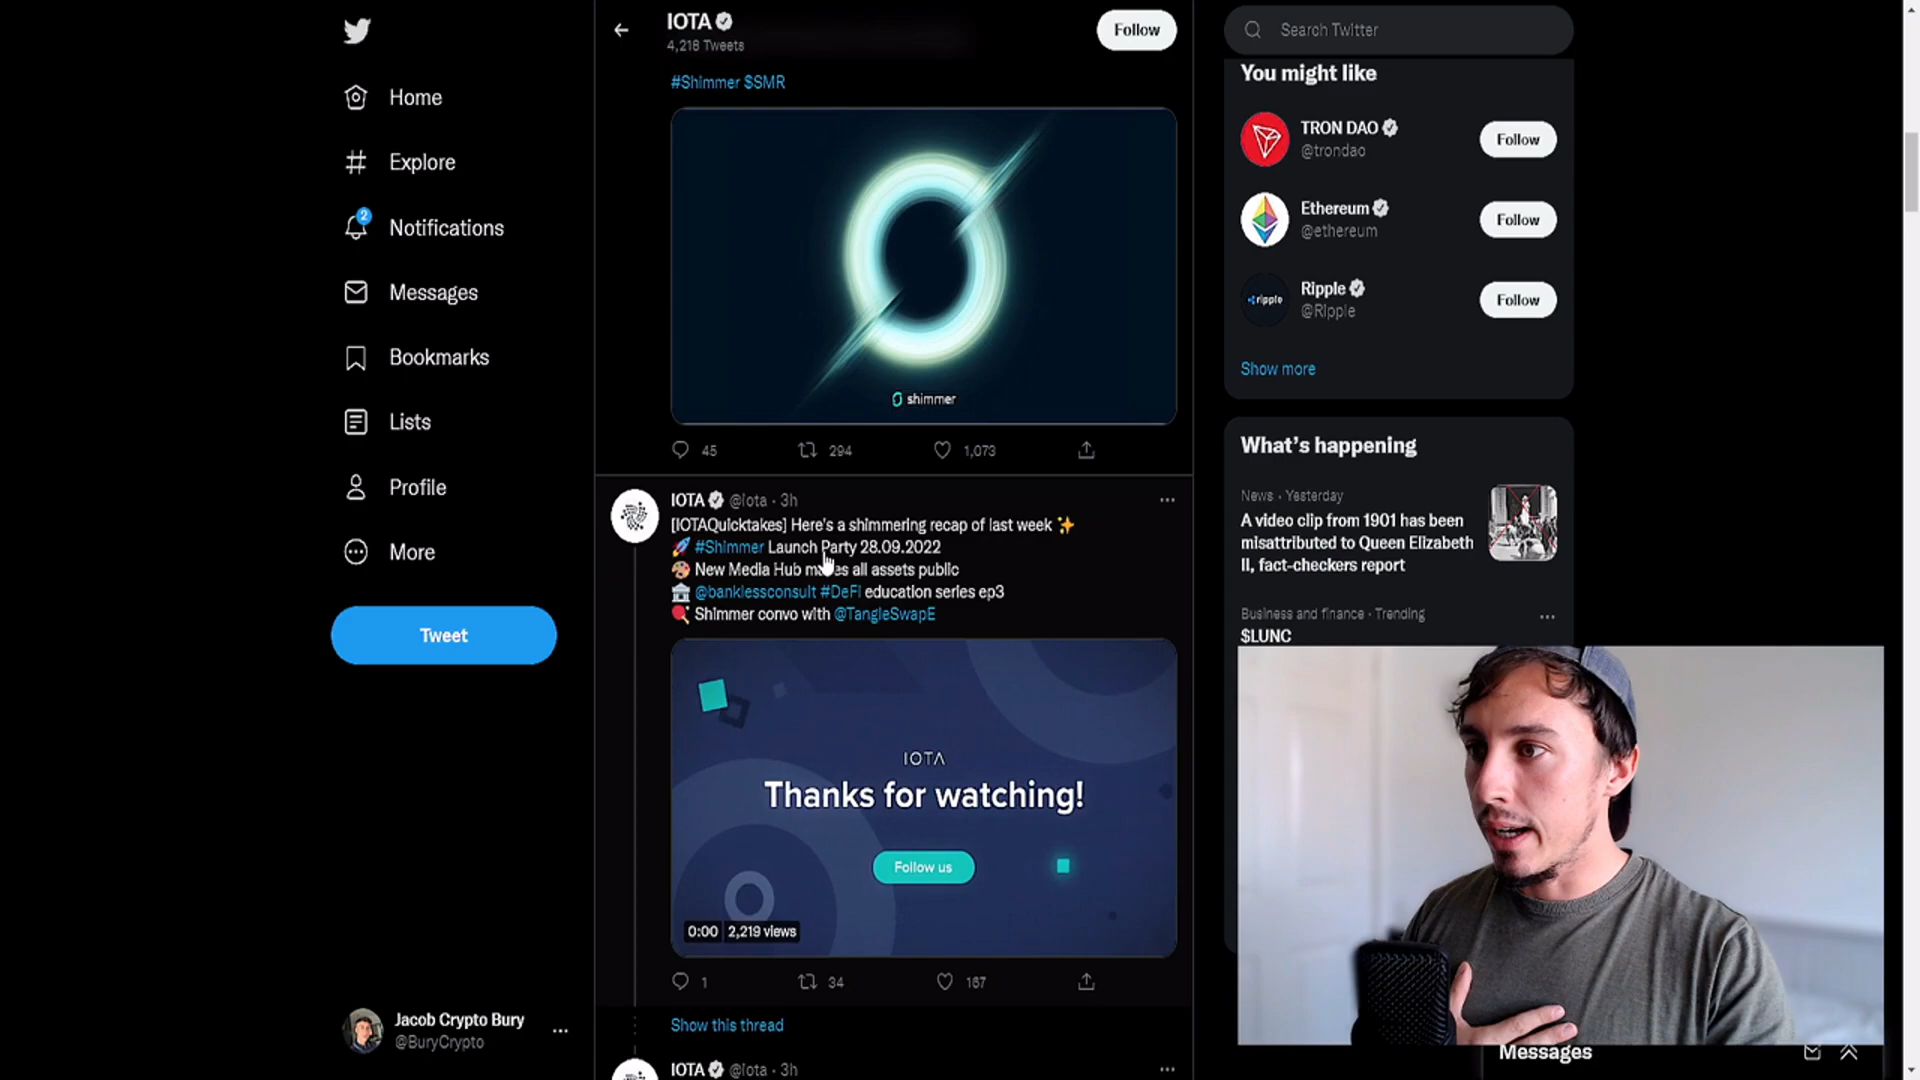 Home
Explore
2
Notifications
Messages
Bookmarks
Lists
Profile
More
Tweet
Jacob Crypto Bury
@BuryCrypto
IOTA
4,218 Tweets
Follow
#Shimmer $SMR
shimmer
45 294 1,073
IOTA @iota · 3h
[IOTAQuicktakes] Here's a shimmering recap of last week ✨
🚀 #Shimmer Launch Party 28.09.2022
🎨 New Media Hub makes all assets public
🏛 @banklessconsult #DeFi education series ep3
🏓 Shimmer convo with @TangleSwapE
IOTA
Thanks for watching!
Follow us
0:00 2,219 views
1 34 167
Show this thread
IOTA @iota · 3h
Search Twitter
You might like
TRON DAO
@trondao
Follow
Ethereum
@ethereum
Follow
ripple
Ripple
@Ripple
Follow
Show more
What's happening
News · Yesterday
A video clip from 1901 has been
misattributed to Queen Elizabeth
II, fact-checkers report
Business and finance · Trending
$LUNC
Messages